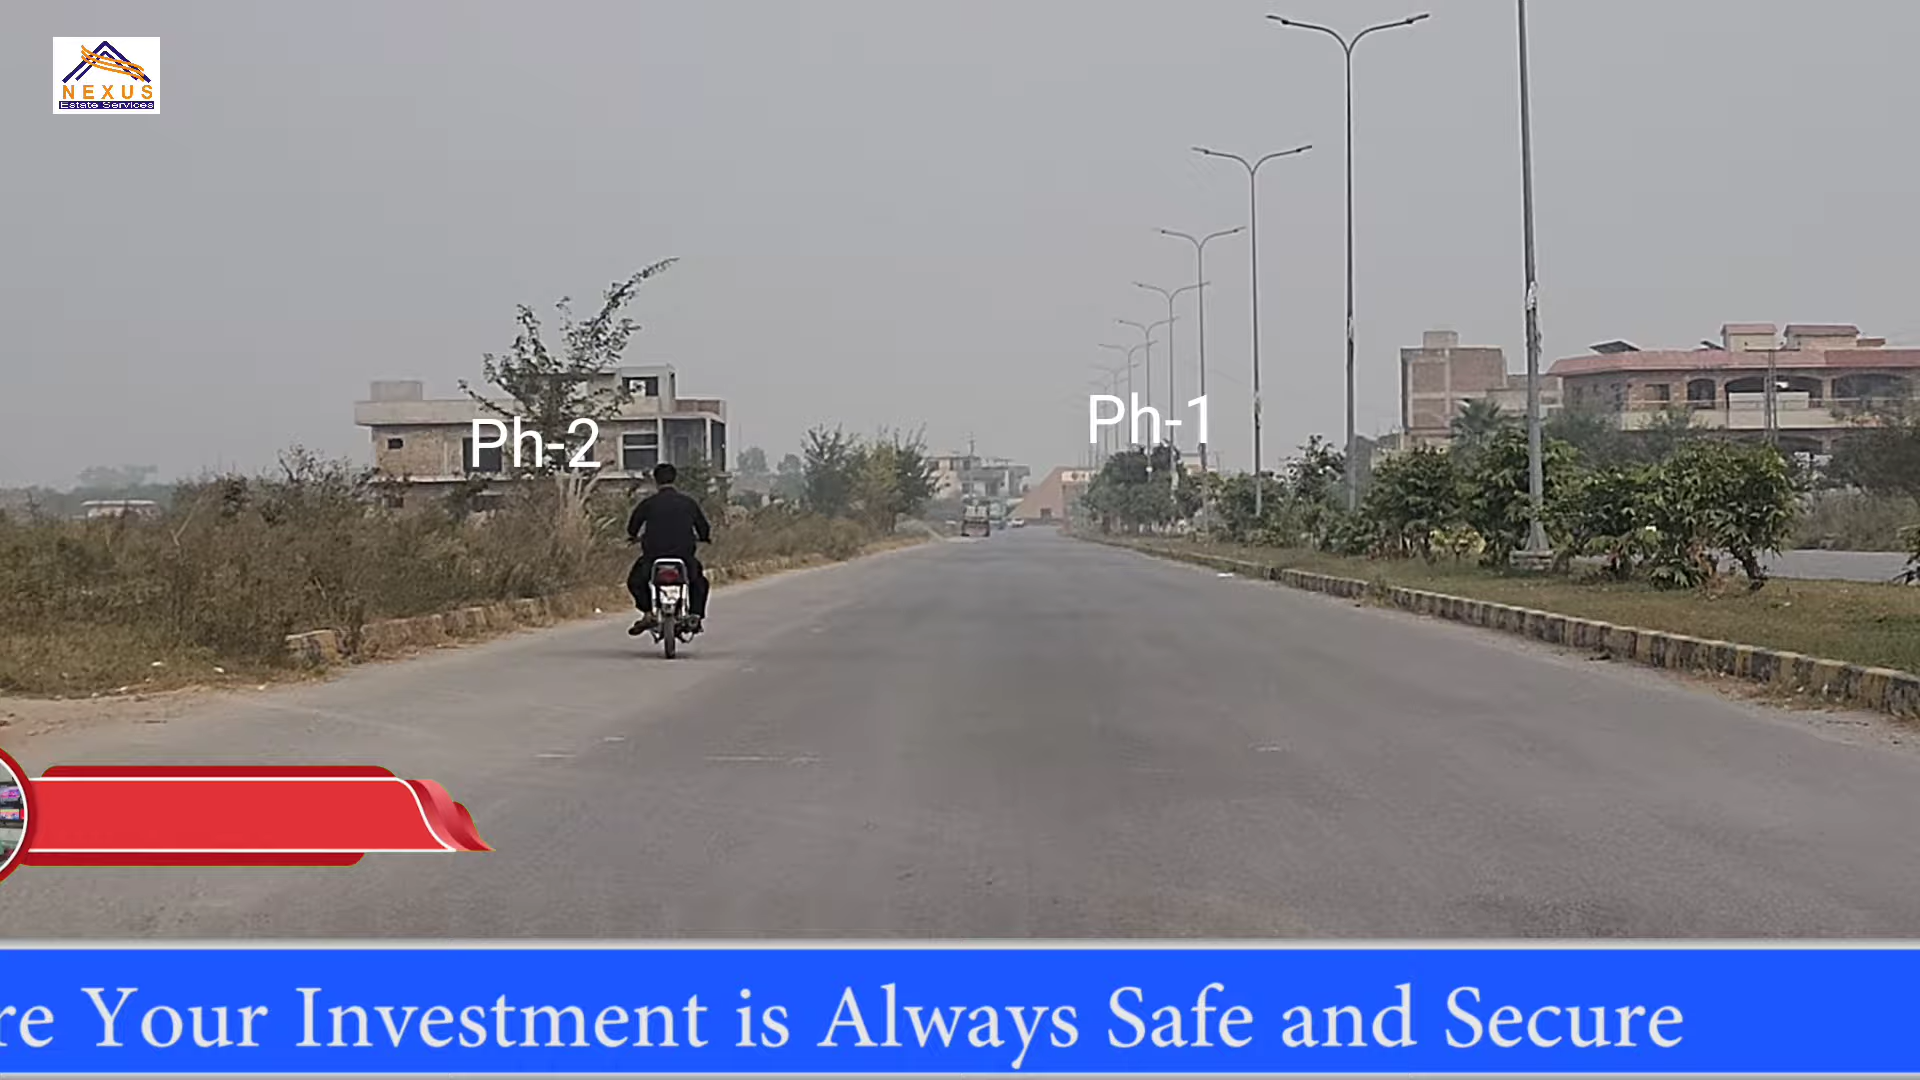 NEXUS
Estate Services
Ph-2
Ph-1
re Your Investment is Always Safe and Secure